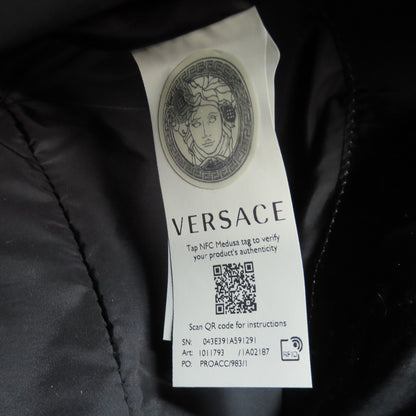 VERSACE
Tap NFC Medusa tag to verify
your product's authenticity
Scan QR code for instructions
SN: 043E391A591291
Art: 1011793 /1A02187
PO: PROACC/983/1
RFID